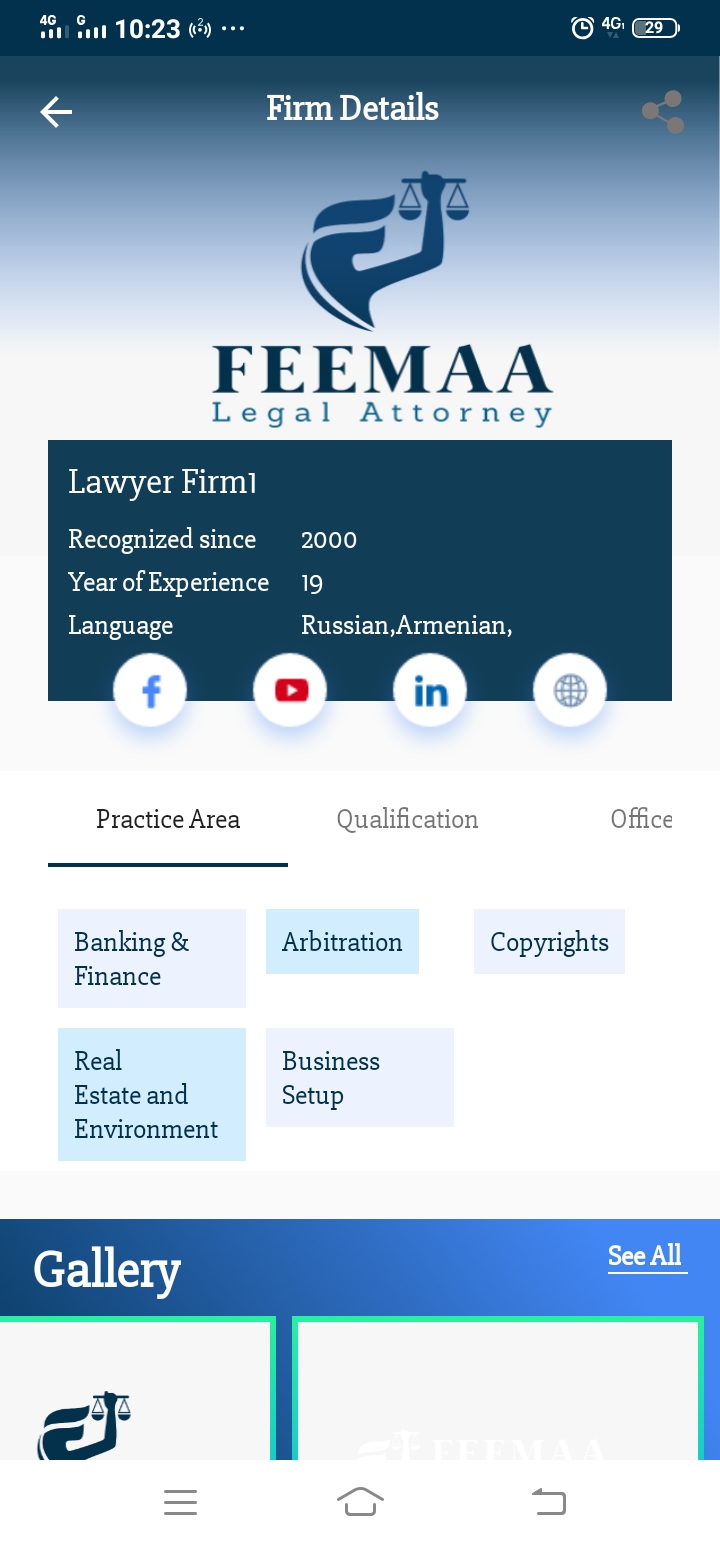 4G G 10:23 2 ... 4G 29
Firm Details
FEEMAA
Legal Attorney
Lawyer Firm1
Recognized since 2000
Year of Experience 19
Language Russian,Armenian,
f in
Practice Area Qualification Office
Banking & Arbitration Copyrights
Finance
Real Business
Estate and Setup
Environment
Gallery See All
FEEMAA